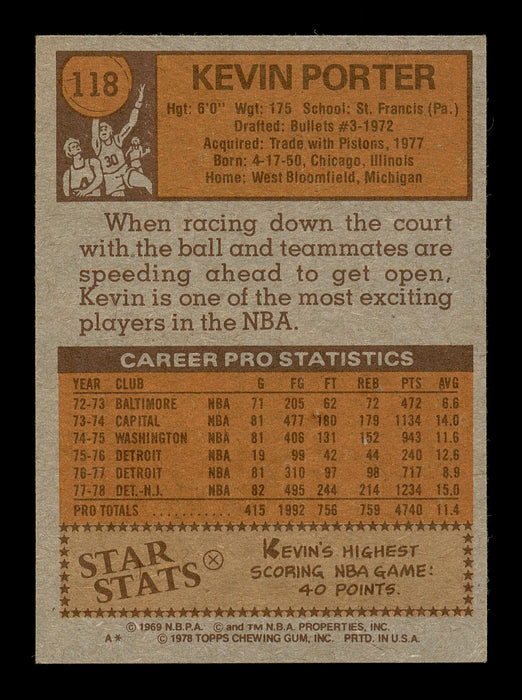 118
KEVIN PORTER
Hgt: 6'0" Wgt: 175 School: St. Francis (Pa.)
Drafted: Bullets #3-1972
Acquired: Trade with Pistons, 1977
Born: 4-17-50, Chicago, Illinois
Home: West Bloomfield, Michigan
30
When racing down the court
with the ball and teammates are
speeding ahead to get open,
Kevin is one of the most exciting
players in the NBA.
CAREER PRO STATISTICS
YEAR CLUB G FG FT REB PTS AVG
72-73 BALTIMORE NBA 71 205 62 72 472 6.6
73-74 CAPITAL NBA 81 477 180 179 1134 14.0
74-75 WASHINGTON NBA 81 406 131 152 943 11.6
75-76 DETROIT NBA 19 99 42 44 240 12.6
76-77 DETROIT NBA 81 310 97 98 717 8.9
77-78 DET.-N.J. NBA 82 495 244 214 1234 15.0
PRO TOTALS ........... 415 1992 756 759 4740 11.4
STAR
STATS
KEVIN'S HIGHEST
SCORING NBA GAME:
40 POINTS.
© 1969 N.B.P.A. © and TM N.B.A. PROPERTIES, INC.
A* © 1978 TOPPS CHEWING GUM, INC. PRTD. IN U.S.A.